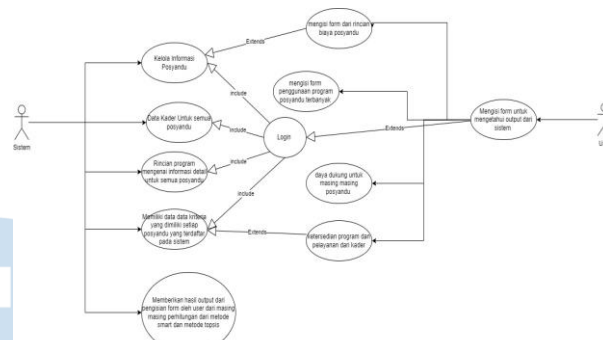 mengisi form dari rincian
biaya posyandu
Extends
Kelola Informasi
Posyandu
mengisi form
penggunaan program
posyandu terbanyak
include
Sistem
Data Kader Untuk semua
posyandu
include
Login
Extends
Mengisi form untuk
mengetahui output dari
sistem
Rincian program
mengenai informasi detail
untuk semua posyandu
include
include
daya dukung untuk
masing masing
posyandu
Memiliki data data kriteria
yang dimiliki setiap
posyandu yang terdaftar
pada sistem
Extends
ketersedian program dan
pelayanan dan kader
Memberikan hasil output dari
pengisian form oleh user dari masing
masing perhitungan dari metode
smart dan metode topsis